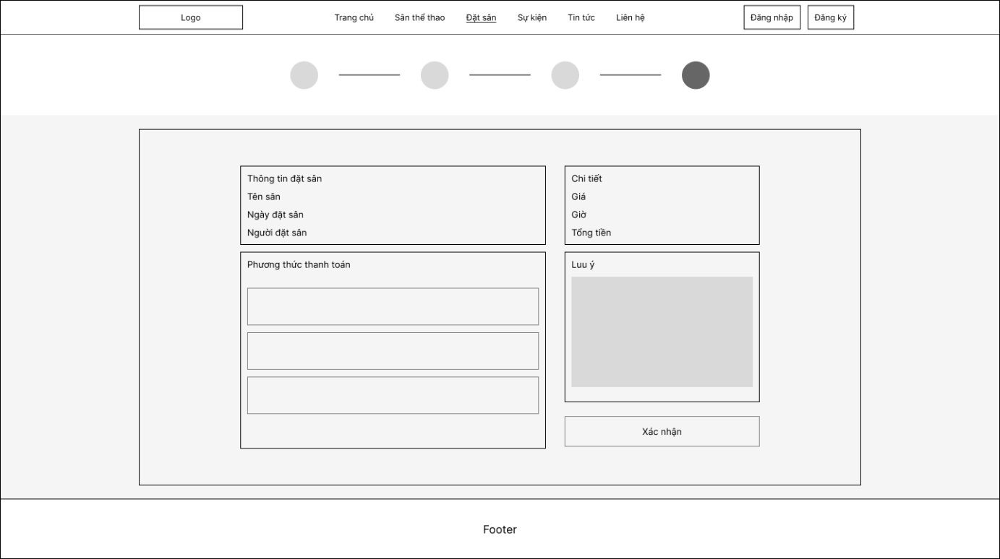 Logo
Trang chủ
Sân thể thao
Đặt sân
Sự kiện
Tin tức
Liên hệ
Đăng nhập
Đăng ký
Thông tin đặt sân
Tên sân
Ngày đặt sân
Người đặt sân
Chi tiết
Giá
Giờ
Tổng tiền
Phương thức thanh toán
Luu ý
Xác nhận
Footer